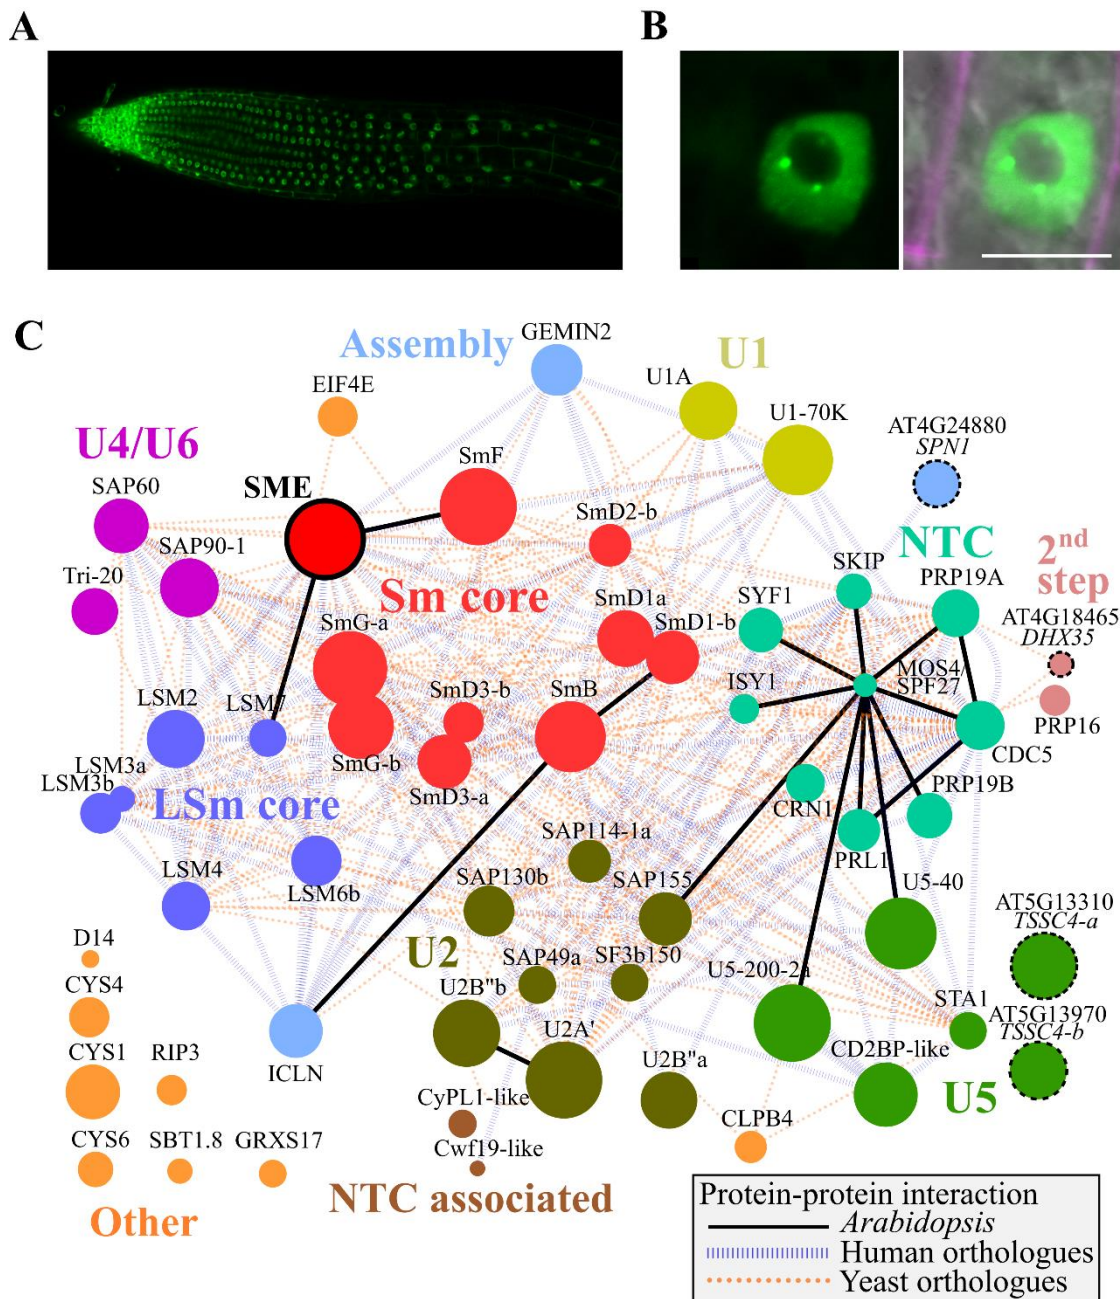 A
B
C
Assembly
GEMIN2
U1
EIF4E
U1A
U1-70K
AT4G24880
SPN1
U4/U6
SAP60
SME
SmF
SmD2-b
NTC
SKIP
PRP19A
2nd
step
SAP90-1
Tri-20
Sm core
SmG-a
SmD1a
SmD1-b
SYF1
AT4G18465
DHX35
MOS4/
SPF27
LSM2
LSM7
SmD3-b
SmB
ISY1
PRP16
CDC5
LSM3a
LSM3b
SmG-b
SmD3-a
LSm core
CRN1
PRP19B
SAP114-1a
PRL1
LSM4
LSM6b
SAP130b
SAP155
U5-40
AT5G13310
TSSC4-a
D14
CYS4
U2
SAP49a
SF3b150
U5-200-2a
STA1
U2B"b
AT5G13970
TSSC4-b
CYS1
RIP3
ICLN
U2A'
U2B"a
CD2BP-like
U5
CyPL1-like
CLPB4
CYS6
SBT1.8
GRXS17
Cwf19-like
NTC associated
Other
Protein-protein interaction
Arabidopsis
Human orthologues
Yeast orthologues